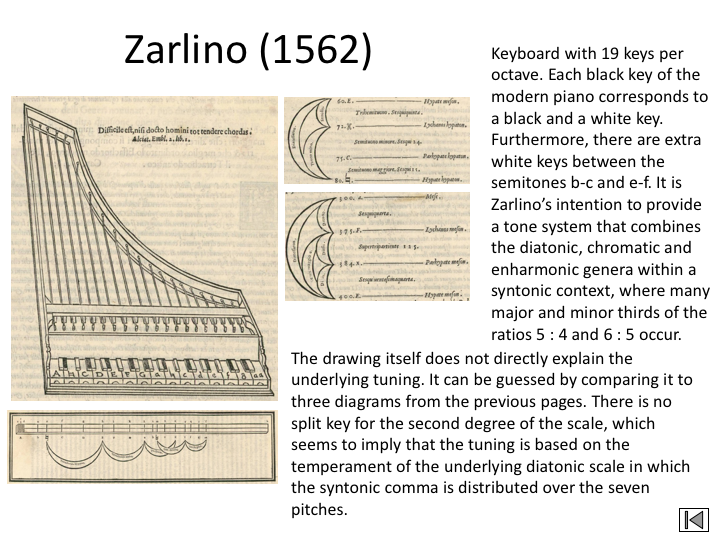 Zarlino (1562)
Keyboard with 19 keys per
octave. Each black key of the
modern piano corresponds to
a black and a white key.
Furthermore, there are extra
white keys between the
semitones b-c and e-f. It is
Zarlino’s intention to provide
a tone system that combines
the diatonic, chromatic and
enharmonic genera within a
syntonic context, where many
major and minor thirds of the
ratios 5 : 4 and 6 : 5 occur.
Difficile est, nisi docto homini tot tendere chordas.
Alciat. Embl. 2. lib. 1.
60. E. Hypate meson.
Trihemituono. Sesquiquinta.
72. Lychanos hypaton.
Semituono minore. Sesqui 24.
75. C. Parhypate hypaton.
Semituono maggiore. Sesqui 15.
80. Hypate hypaton.
300. Mese.
Sesquiquarta.
375. F. Lychanos meson.
Superpartiente
384. Parhypate meson.
400. E. Hypate meson.
A C D E F G a c d e f g aa
The drawing itself does not directly explain the
underlying tuning. It can be guessed by comparing it to
three diagrams from the previous pages. There is no
split key for the second degree of the scale, which
seems to imply that the tuning is based on the
temperament of the underlying diatonic scale in which
the syntonic comma is distributed over the seven
pitches.